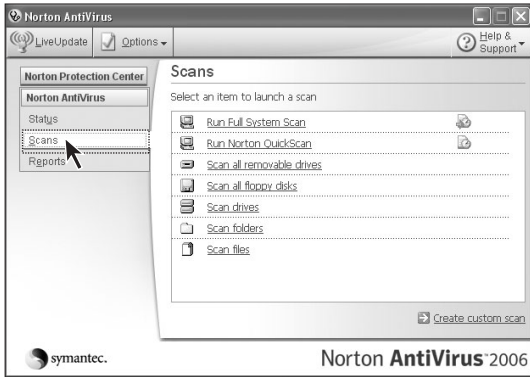 Norton AntiVirus
LiveUpdate Options Help & Support
Norton Protection Center
Norton AntiVirus
Status
Scans
Reports
Scans
Select an item to launch a scan
Run Full System Scan
Run Norton QuickScan
Scan all removable drives
Scan all floppy disks
Scan drives
Scan folders
Scan files
Create custom scan
symantec.
Norton AntiVirus 2006